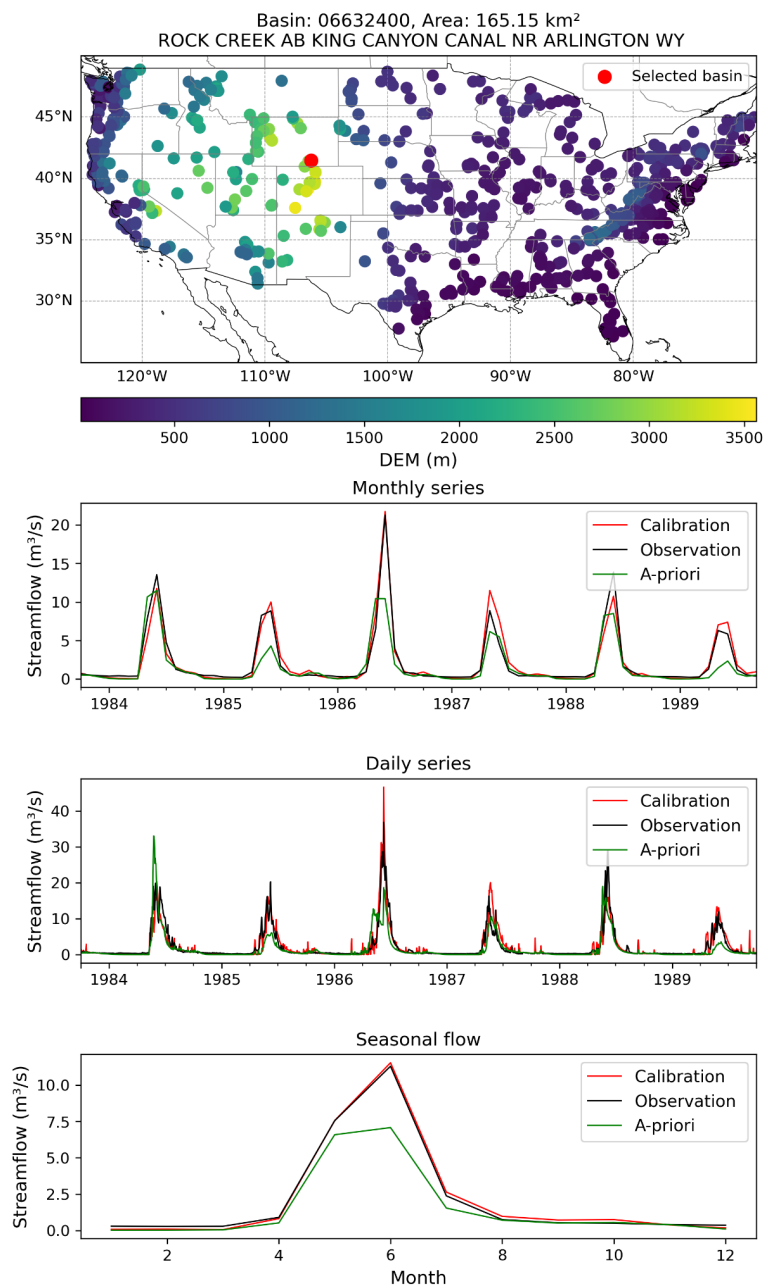 Basin: 06632400, Area: 165.15 km²
ROCK CREEK AB KING CANYON CANAL NR ARLINGTON WY
Selected basin
45°N
40°N
35°N
30°N
120°W 110°W 100°W 90°W 80°W
500 1000 1500 2000 2500 3000 3500
DEM (m)
Monthly series
Streamflow (m³/s)
20
15
10
5
0
Calibration
Observation
A-priori
1984 1985 1986 1987 1988 1989
Daily series
Streamflow (m³/s)
40
30
20
10
0
Calibration
Observation
A-priori
1984 1985 1986 1987 1988 1989
Seasonal flow
Streamflow (m³/s)
10.0
7.5
5.0
2.5
0.0
Calibration
Observation
A-priori
2 4 6 8 10 12
Month